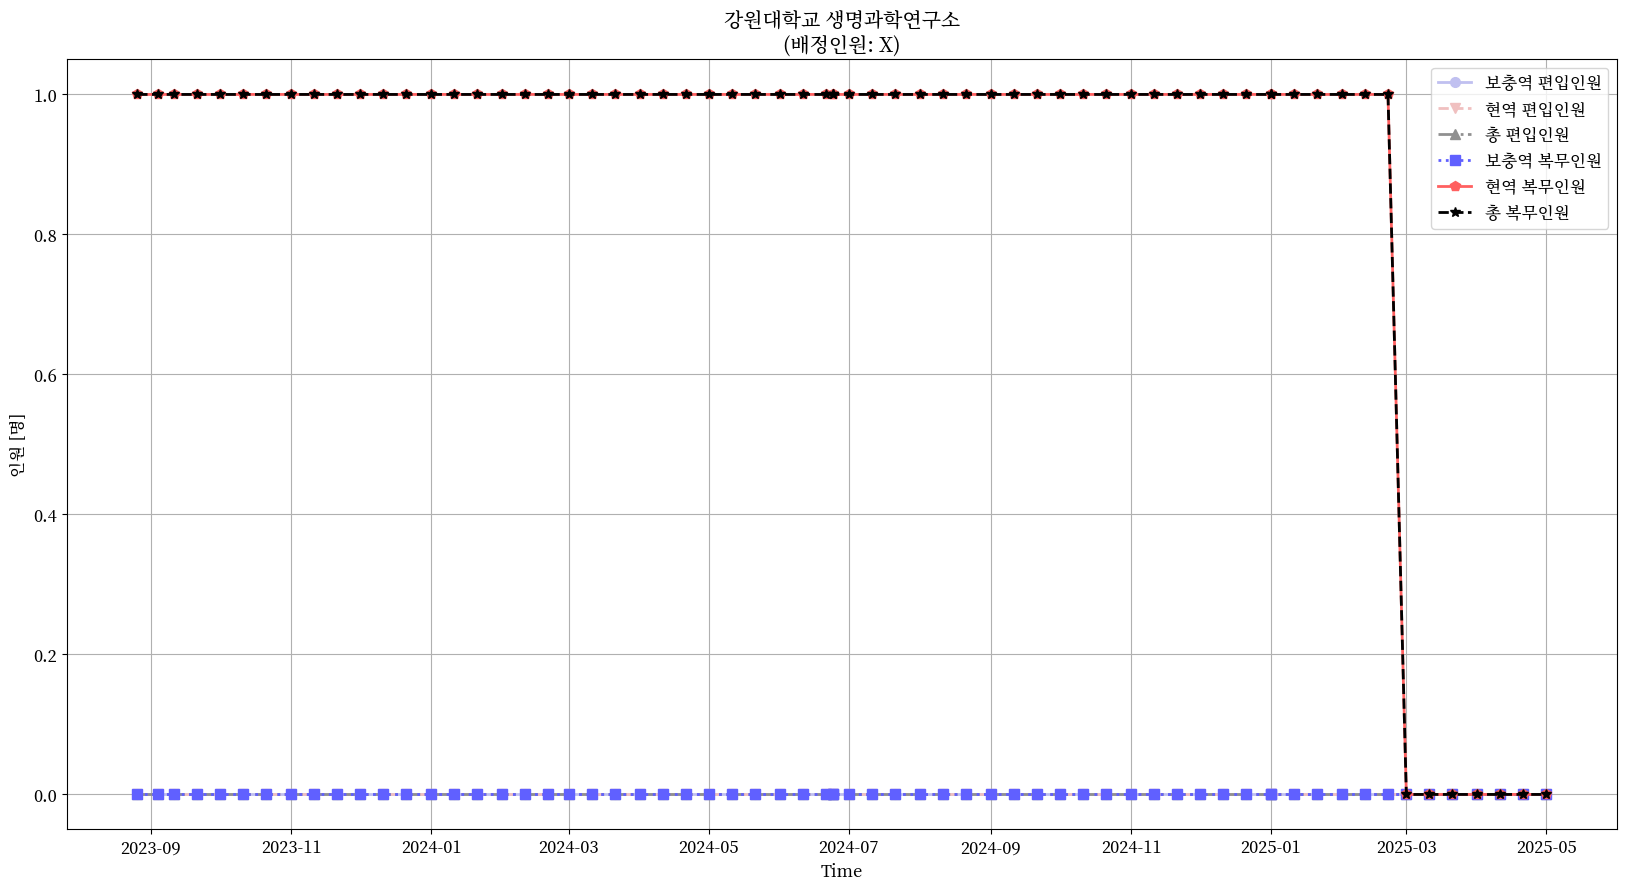 강원대학교 생명과학연구소
(배정인원: X)
보충역 편입인원
현역 편입인원
총 편입인원
보충역 복무인원
현역 복무인원
총 복무인원
인원 [명]
1.0
0.8
0.6
0.4
0.2
0.0
2023-09
2023-11
2024-01
2024-03
2024-05
2024-07
2024-09
2024-11
2025-01
2025-03
2025-05
Time